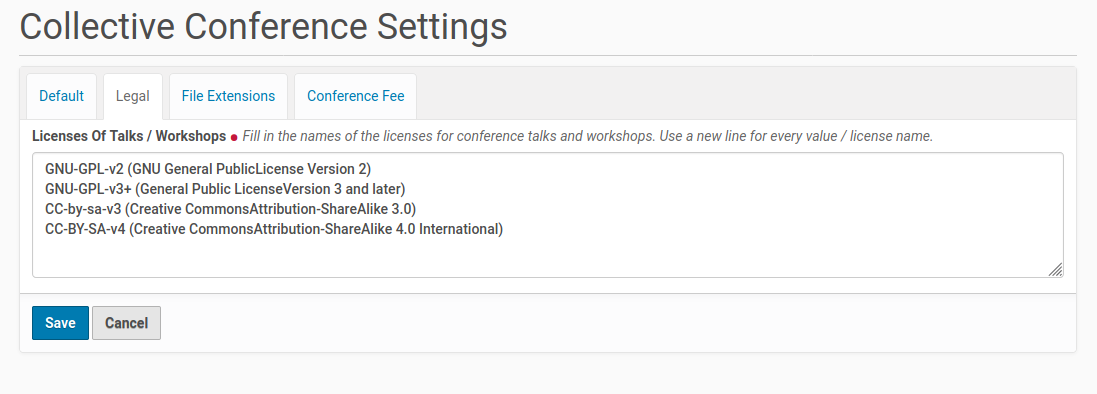 Collective Conference Settings
Default Legal File Extensions Conference Fee
Licenses Of Talks / Workshops Fill in the names of the licenses for conference talks and workshops. Use a new line for every value / license name.
GNU-GPL-v2 (GNU General PublicLicense Version 2)
GNU-GPL-v3+ (General Public LicenseVersion 3 and later)
CC-by-sa-v3 (Creative CommonsAttribution-ShareAlike 3.0)
CC-BY-SA-v4 (Creative CommonsAttribution-ShareAlike 4.0 International)
Save Cancel